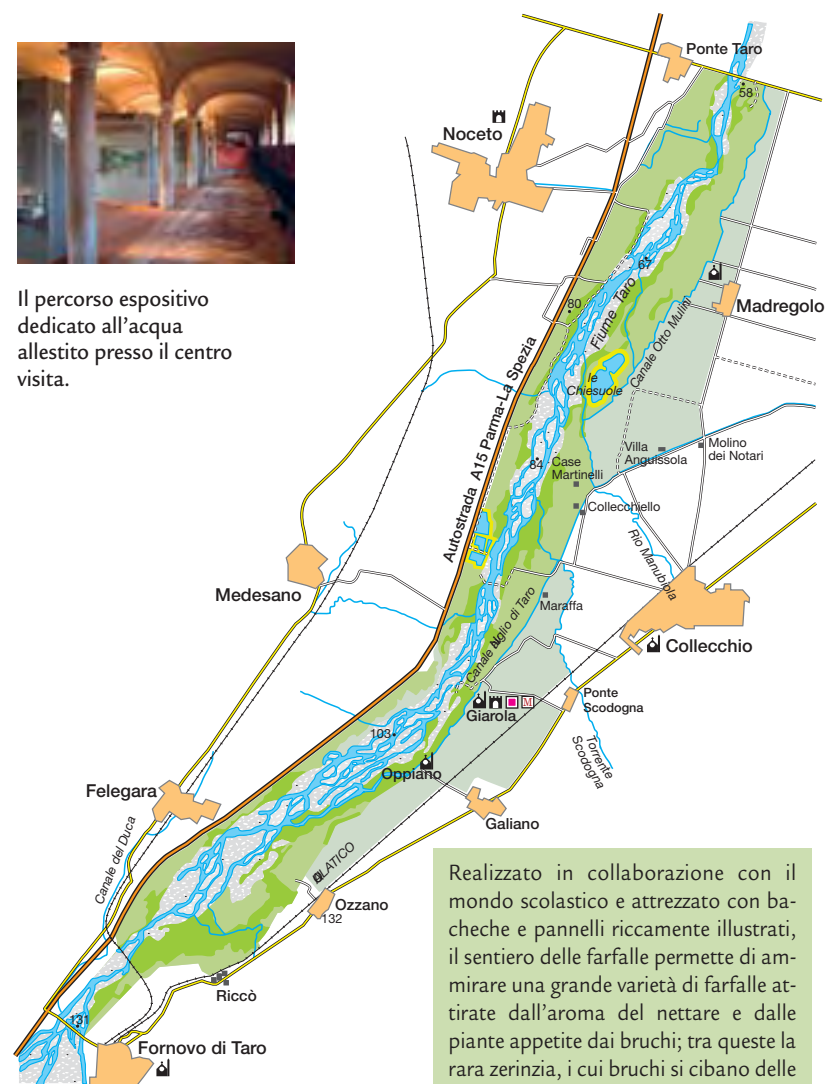 Ponte Taro
58
Noceto
Il percorso espositivo
dedicato all'acqua
allestito presso il centro
visita.
67
80
Fiume Taro
Madregolo
Canale Otto Mulini
Autostrada A15 Parma-La Spezia
le
Chiesuole
84
Case
Martinelli
Villa
Anguissola
Molino
dei Notari
Collecchiello
Rio Manubiola
Medesano
Maraffa
Canale Naviglio di Taro
Collecchio
Giarola
M
Ponte
Scodogna
Torrente
Scodogna
103
Oppiano
Felegara
Galiano
Canale del Duca
Ozzano
132
Riccò
131
Fornovo di Taro
Realizzato in collaborazione con il
mondo scolastico e attrezzato con ba-
cheche e pannelli riccamente illustrati,
il sentiero delle farfalle permette di am-
mirare una grande varietà di farfalle at-
tirate dall'aroma del nettare e dalle
piante appetite dai bruchi; tra queste la
rara zerinzia, i cui bruchi si cibano delle